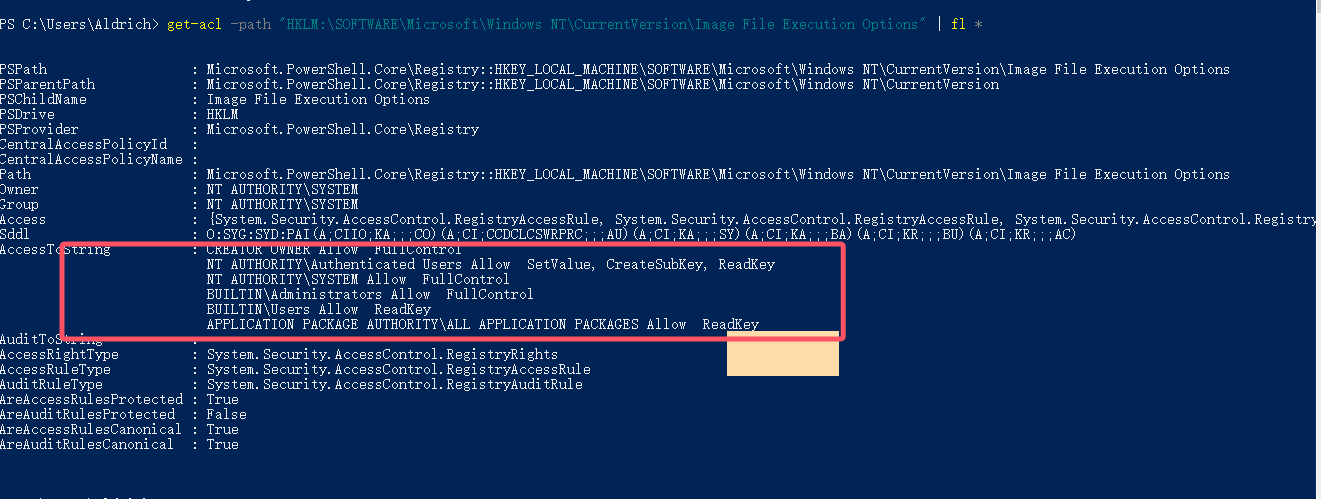 PS C:\Users\Aldrich> get-acl -path "HKLM:\SOFTWARE\Microsoft\Windows NT\CurrentVersion\Image File Execution Options" | fl *
PSPath : Microsoft.PowerShell.Core\Registry::HKEY_LOCAL_MACHINE\SOFTWARE\Microsoft\Windows NT\CurrentVersion\Image File Execution Options
PSParentPath : Microsoft.PowerShell.Core\Registry::HKEY_LOCAL_MACHINE\SOFTWARE\Microsoft\Windows NT\CurrentVersion
PSChildName : Image File Execution Options
PSDrive : HKLM
PSProvider : Microsoft.PowerShell.Core\Registry
CentralAccessPolicyId :
CentralAccessPolicyName :
Path : Microsoft.PowerShell.Core\Registry::HKEY_LOCAL_MACHINE\SOFTWARE\Microsoft\Windows NT\CurrentVersion\Image File Execution Options
Owner : NT AUTHORITY\SYSTEM
Group : NT AUTHORITY\SYSTEM
Access : {System.Security.AccessControl.RegistryAccessRule, System.Security.AccessControl.RegistryAccessRule, System.Security.AccessControl.Registry
Sddl : O:SYG:SYD:PAI(A;CIIO;KA;;;CO)(A;CI;CCDCLCSWRPRC;;;AU)(A;CI;KA;;;SY)(A;CI;KA;;;BA)(A;CI;KR;;;BU)(A;CI;KR;;;AC)
AccessToString : CREATOR OWNER Allow FullControl
NT AUTHORITY\Authenticated Users Allow SetValue, CreateSubKey, ReadKey
NT AUTHORITY\SYSTEM Allow FullControl
BUILTIN\Administrators Allow FullControl
BUILTIN\Users Allow ReadKey
APPLICATION PACKAGE AUTHORITY\ALL APPLICATION PACKAGES Allow ReadKey
AuditToString :
AccessRightType : System.Security.AccessControl.RegistryRights
AccessRuleType : System.Security.AccessControl.RegistryAccessRule
AuditRuleType : System.Security.AccessControl.RegistryAuditRule
AreAccessRulesProtected : True
AreAuditRulesProtected : False
AreAccessRulesCanonical : True
AreAuditRulesCanonical : True